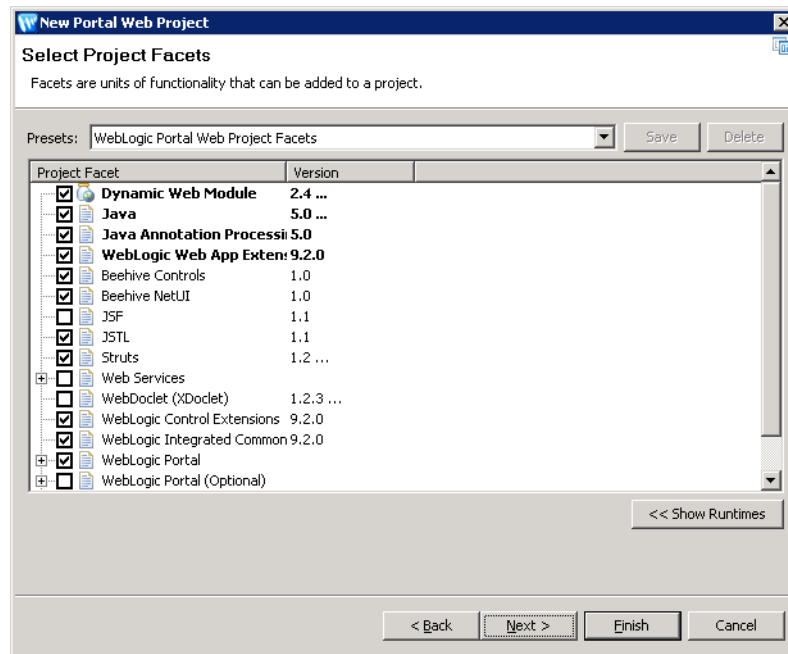 New Portal Web Project
Select Project Facets
Facets are units of functionality that can be added to a project.
Presets: WebLogic Portal Web Project Facets Save Delete
Project Facet Version
Dynamic Web Module 2.4 ...
Java 5.0 ...
Java Annotation Processi 5.0
WebLogic Web App Extens 9.2.0
Beehive Controls 1.0
Beehive NetUI 1.0
JSF 1.1
JSTL 1.1
Struts 1.2 ...
Web Services
WebDoclet (XDoclet) 1.2.3 ...
WebLogic Control Extensions 9.2.0
WebLogic Integrated Common 9.2.0
WebLogic Portal
WebLogic Portal (Optional)
<< Show Runtimes
< Back Next > Finish Cancel